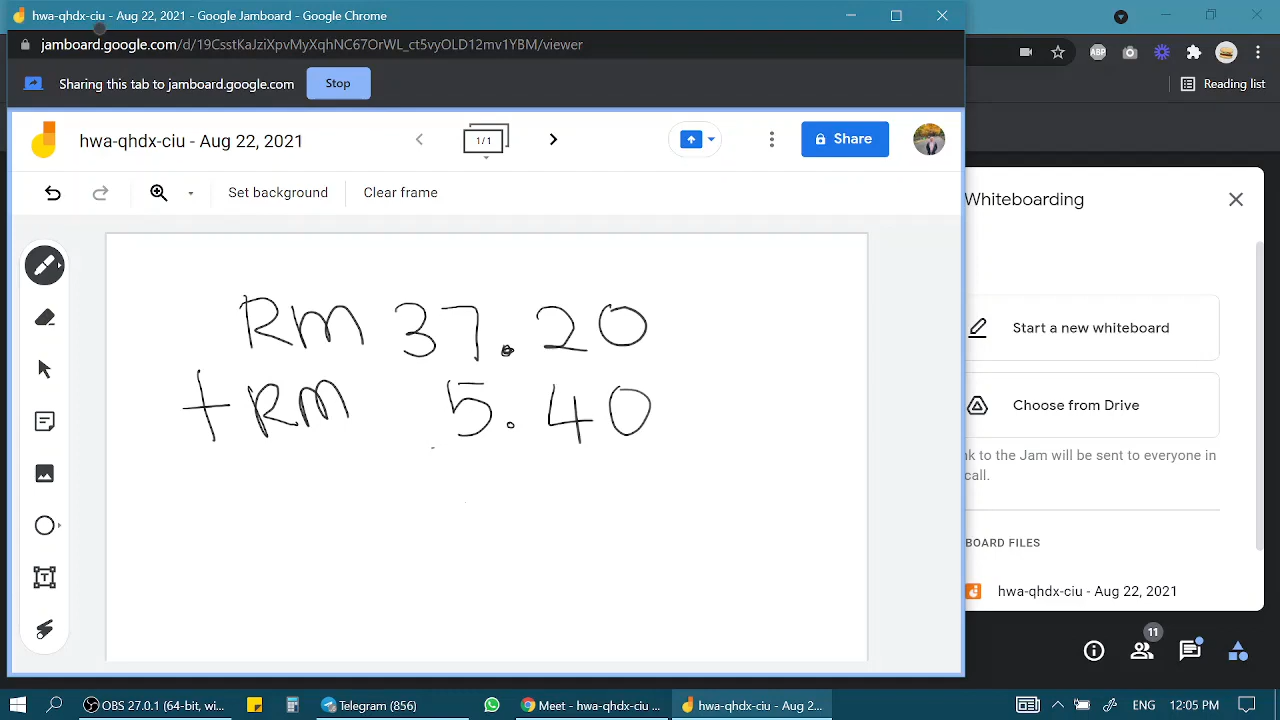 hwa-qhdx-ciu - Aug 22, 2021 - Google Jamboard - Google Chrome
jamboard.google.com/d/19CsstKaJziXpvMyXqhNC67OrWL_ct5vyOLD12mv1YBM/viewer
ABP
Sharing this tab to jamboard.google.com
Stop
Reading list
hwa-qhdx-ciu - Aug 22, 2021
1/1
Share
Set background
Clear frame
Whiteboarding
RM 37.20
+RM 5.40
Start a new whiteboard
Choose from Drive
to the Jam will be sent to everyone in
call.
BOARD FILES
hwa-qhdx-ciu - Aug 22, 2021
11
OBS 27.0.1 (64-bit, wi...
Telegram (856)
Meet - hwa-qhdx-ciu ...
hwa-qhdx-ciu - Aug 2...
ENG
12:05 PM